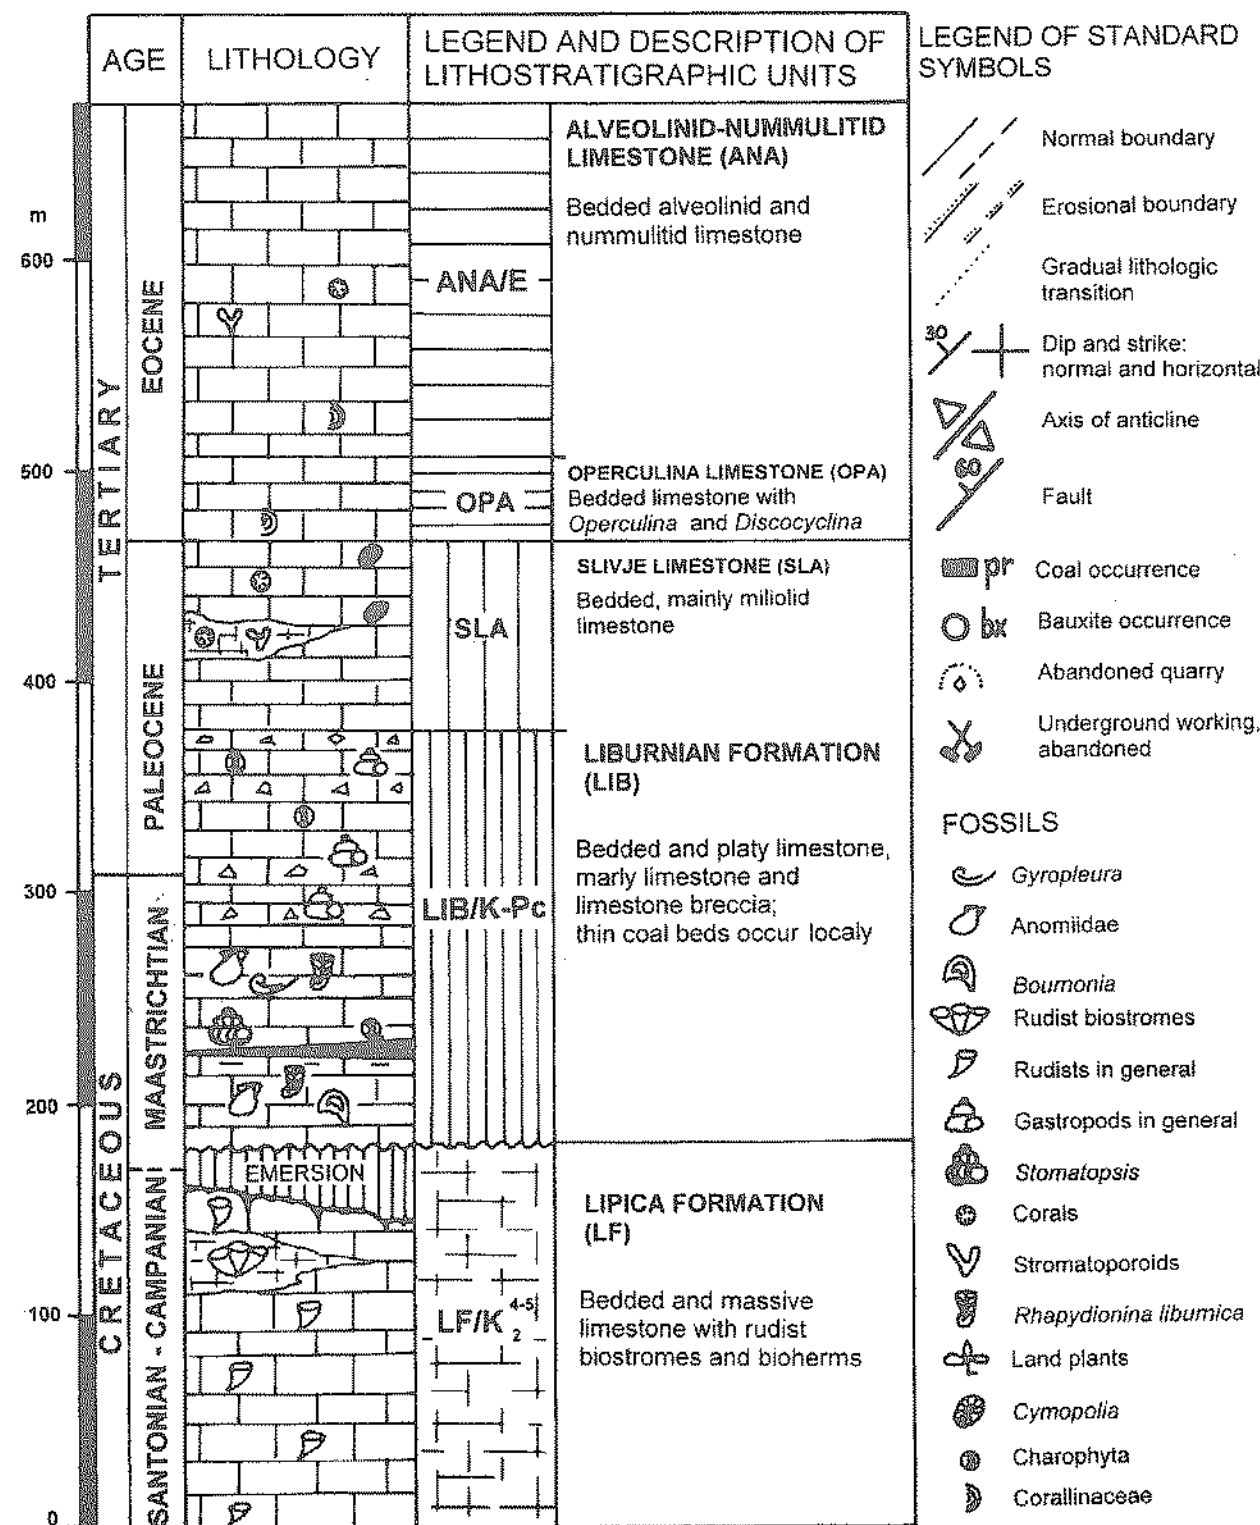 AGE
LITHOLOGY
LEGEND AND DESCRIPTION OF
LITHOSTRATIGRAPHIC UNITS
m
600
500
400
300
200
100
0
TERTIARY
CRETACEOUS
EOCENE
PALEOCENE
MAASTRICHTIAN
SANTONIAN - CAMPANIAN
EMERSION
ANA/E
OPA
SLA
LIB/K-Pc
LF/K 4-5 2
ALVEOLINID-NUMMULITID
LIMESTONE (ANA)
Bedded alveolinid and
nummulitid limestone
OPERCULINA LIMESTONE (OPA)
Bedded limestone with
Operculina and Discocyclina
SLIVJE LIMESTONE (SLA)
Bedded, mainly miliolid
limestone
LIBURNIAN FORMATION
(LIB)
Bedded and platy limestone,
marly limestone and
limestone breccia;
thin coal beds occur localy
LIPICA FORMATION
(LF)
Bedded and massive
limestone with rudist
biostromes and bioherms
LEGEND OF STANDARD
SYMBOLS
Normal boundary
Erosional boundary
Gradual lithologic
transition
30
Dip and strike:
normal and horizontal
Axis of anticline
60
Fault
pr
Coal occurrence
bx
Bauxite occurrence
Abandoned quarry
Underground working,
abandoned
FOSSILS
Gyropleura
Anomiidae
Bournonia
Rudist biostromes
Rudists in general
Gastropods in general
Stomatopsis
Corals
Stromatoporoids
Rhapydionina liburnica
Land plants
Cymopolia
Charophyta
Corallinaceae